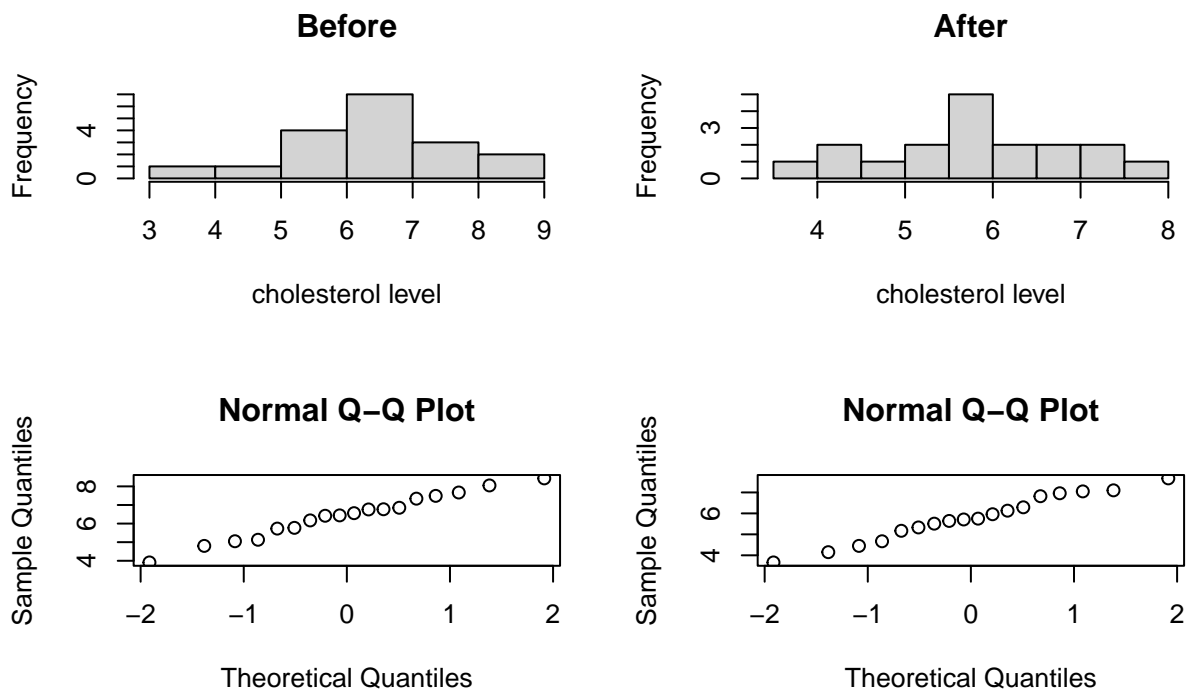 Before
Frequency
4
0
3 4 5 6 7 8 9
cholesterol level
After
Frequency
3
0
4 5 6 7 8
cholesterol level
Normal Q−Q Plot
Sample Quantiles
8
6
4
−2 −1 0 1 2
Theoretical Quantiles
Normal Q−Q Plot
Sample Quantiles
6
4
−2 −1 0 1 2
Theoretical Quantiles